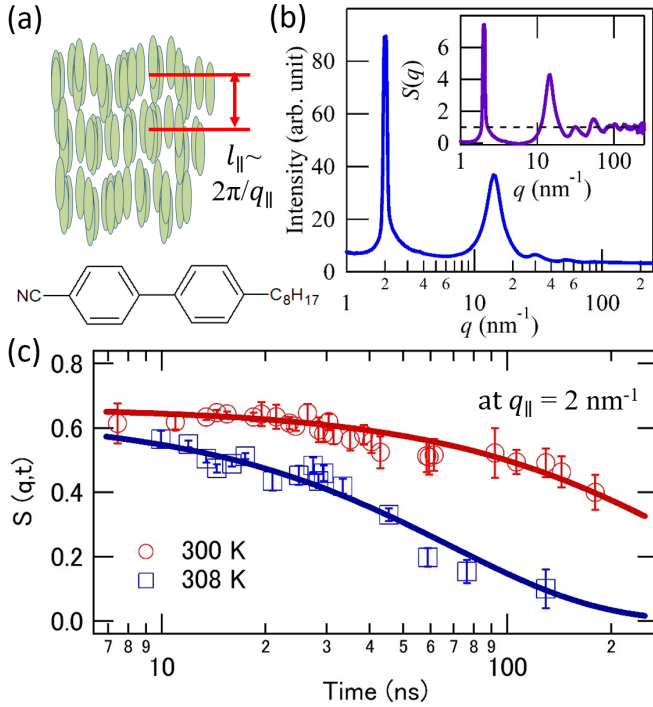 (a)
l∥~
2π/q∥
NC
C8H17
(b)
Intensity (arb. unit)
80
60
40
20
0
1
2
4
6
10
2
4
6
100
2
q (nm-1)
S(q)
6
4
2
1
0
1
10
100
q (nm-1)
(c)
S (q,t)
0.8
0.6
0.4
0.2
0.0
at q∥ = 2 nm-1
300 K
308 K
7
8
9
10
2
3
4
5
6
7
8
9
100
2
Time (ns)